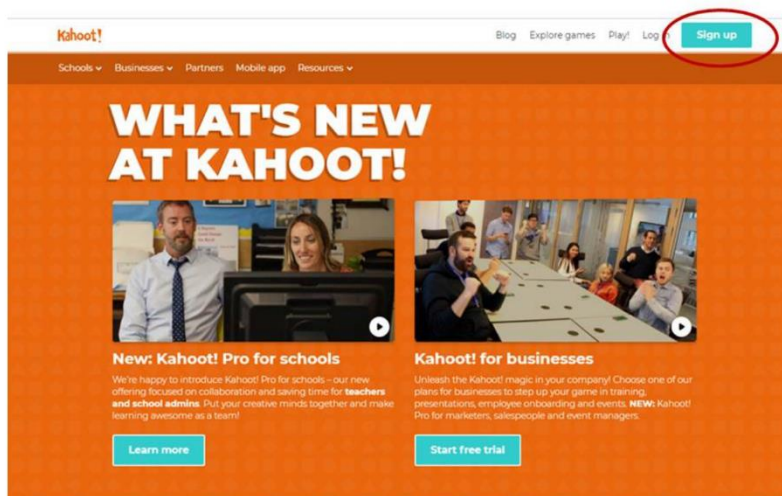 Kahoot!
Blog Explore games Play! Log in Sign up
Schools Businesses Partners Mobile app Resources
WHAT'S NEW
AT KAHOOT!
New: Kahoot! Pro for schools
We're happy to introduce Kahoot! Pro for schools – our new
offering focused on collaboration and saving time for teachers
and school admins. Put your creative minds together and make
learning awesome as a team!
Learn more
Kahoot! for businesses
Unleash the Kahoot! magic in your company! Choose one of our
plans for businesses to step up your game in training,
presentations, employee onboarding and events. NEW: Kahoot!
Pro for marketers, salespeople and event managers.
Start free trial